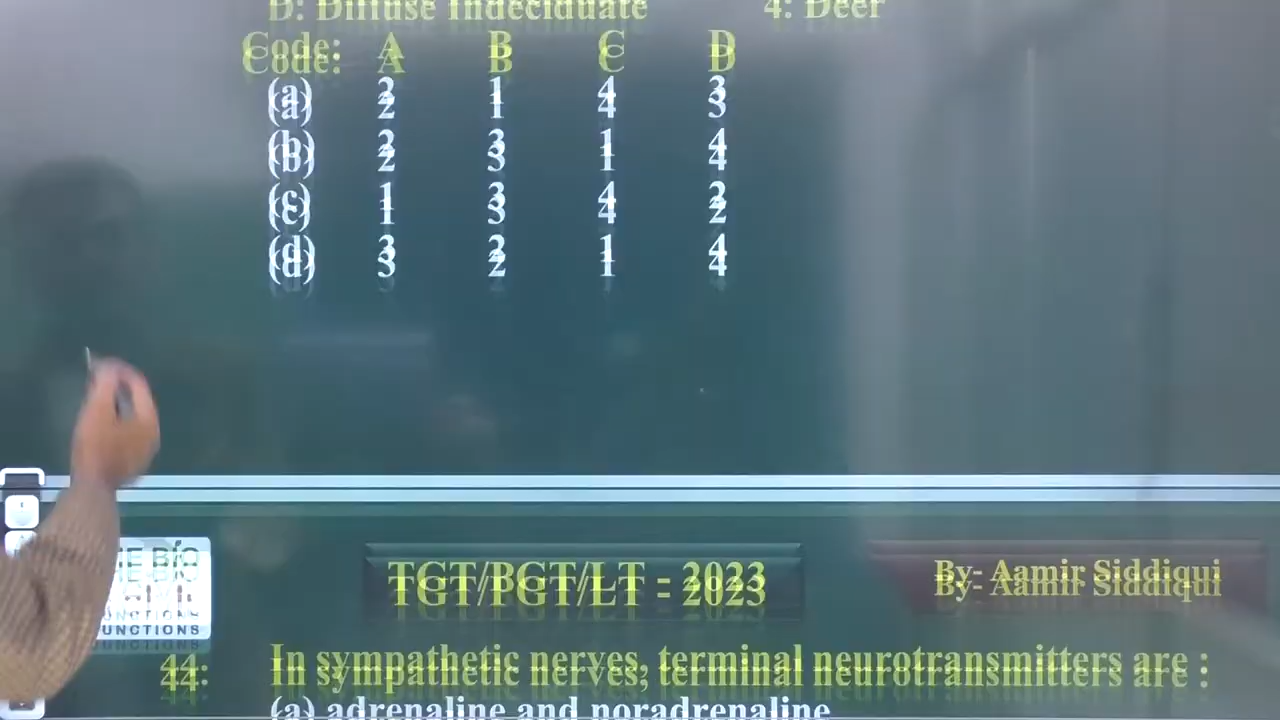 D: Diffuse Indeciduate 4: Deer
Code: A B C D
(a) 2 1 4 3
(b) 2 3 1 4
(c) 1 3 4 2
(d) 3 2 1 4
TGT/PGT/LT = 2023 By- Aamir Siddiqui
BIO
JUNCTIONS
44: In sympathetic nerves, terminal neurotransmitters are :
(a) adrenaline and noradrenaline